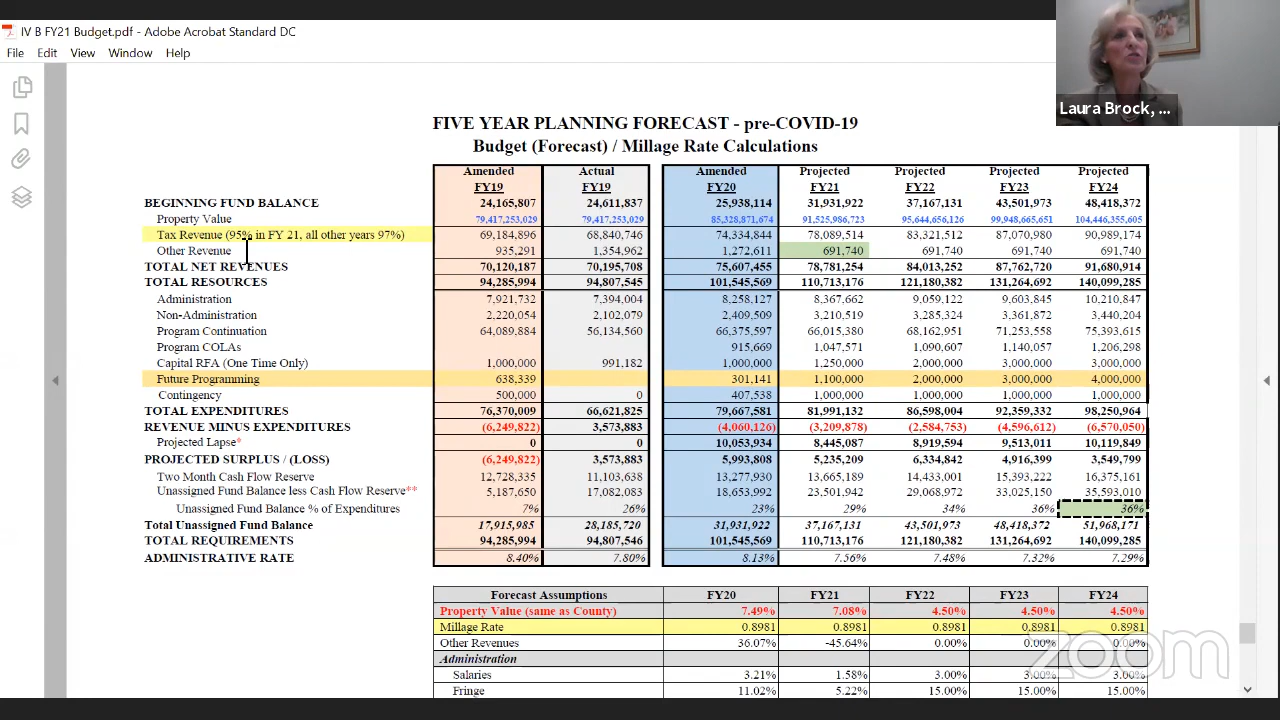 IV B FY21 Budget.pdf - Adobe Acrobat Standard DC
File Edit View Window Help
Laura Brock, ...
FIVE YEAR PLANNING FORECAST - pre-COVID-19
Budget (Forecast) / Millage Rate Calculations
Amended Actual Amended Projected Projected Projected Projected
FY19 FY19 FY20 FY21 FY22 FY23 FY24
BEGINNING FUND BALANCE 24,165,807 24,611,837 25,938,114 31,931,922 37,167,131 43,501,973 48,418,372
Property Value 79,417,253,029 79,417,253,029 85,328,871,674 91,525,986,723 95,644,656,126 99,948,665,651 104,446,355,605
Tax Revenue (95% in FY 21, all other years 97%) 69,184,896 68,840,746 74,334,844 78,089,514 83,321,512 87,070,980 90,989,174
Other Revenue 935,291 1,354,962 1,272,611 691,740 691,740 691,740 691,740
TOTAL NET REVENUES 70,120,187 70,195,708 75,607,455 78,781,254 84,013,252 87,762,720 91,680,914
TOTAL RESOURCES 94,285,994 94,807,545 101,545,569 110,713,176 121,180,382 131,264,692 140,099,285
Administration 7,921,732 7,394,004 8,258,127 8,367,662 9,059,122 9,603,845 10,210,847
Non-Administration 2,220,054 2,102,079 2,409,509 3,210,519 3,285,324 3,361,872 3,440,204
Program Continuation 64,089,884 56,134,560 66,375,597 66,015,380 68,162,951 71,253,058 75,393,615
Program COLAs 915,669 1,047,571 1,090,607 1,140,057 1,206,298
Capital RFA (One Time Only) 1,000,000 991,182 1,000,000 1,250,000 2,000,000 3,000,000 3,000,000
Future Programming 638,339 301,141 1,100,000 2,000,000 3,000,000 4,000,000
Contingency 500,000 0 407,538 1,000,000 1,000,000 1,000,000 1,000,000
TOTAL EXPENDITURES 76,370,009 66,621,825 79,667,581 81,991,132 86,598,004 92,359,332 98,250,964
REVENUE MINUS EXPENDITURES (6,249,822) 3,573,883 (4,060,126) (3,209,878) (2,584,753) (4,596,612) (6,570,050)
Projected Lapse* 0 0 10,053,934 8,445,087 8,919,594 9,513,011 10,119,849
PROJECTED SURPLUS / (LOSS) (6,249,822) 3,573,883 5,993,808 5,235,209 6,334,842 4,916,399 3,549,799
Two Month Cash Flow Reserve 12,728,335 11,103,638 13,277,930 13,665,189 14,433,001 15,393,222 16,375,161
Unassigned Fund Balance less Cash Flow Reserve** 5,187,650 17,082,083 18,653,992 23,501,942 29,068,972 33,025,150 35,593,010
Unassigned Fund Balance % of Expenditures 7% 26% 23% 29% 34% 36% 36%
Total Unassigned Fund Balance 17,915,985 28,185,720 31,931,922 37,167,131 43,501,973 48,418,372 51,968,171
TOTAL REQUIREMENTS 94,285,994 94,807,546 101,545,569 110,713,176 121,180,382 131,264,692 140,099,285
ADMINISTRATIVE RATE 8.40% 7.80% 8.13% 7.56% 7.48% 7.32% 7.29%
Forecast Assumptions FY20 FY21 FY22 FY23 FY24
Property Value (same as County) 7.49% 7.08% 4.50% 4.50% 4.50%
Millage Rate 0.8981 0.8981 0.8981 0.8981 0.8981
Other Revenues 36.07% -45.64% 0.00% 0.00% 0.00%
Administration
Salaries 3.21% 1.58% 3.00% 3.00% 3.00%
Fringe 11.02% 5.22% 15.00% 15.00% 15.00%
zoom